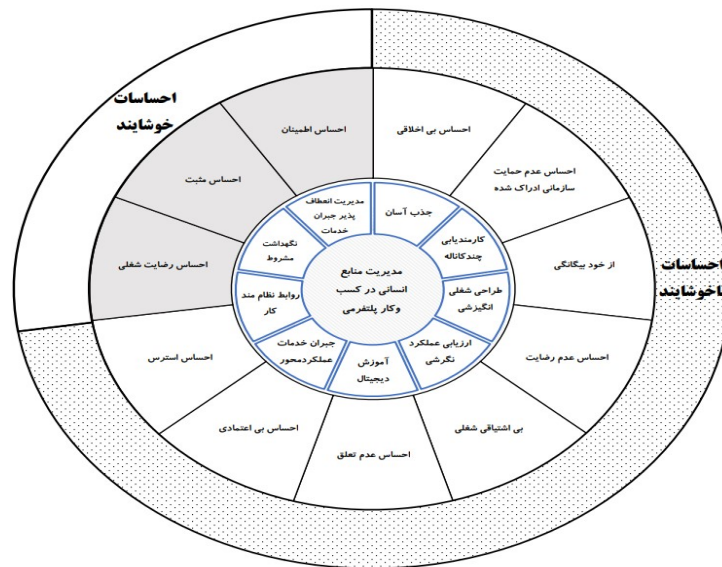 احساسات
خوشایند
احساس اطمینان
احساس مثبت
احساس رضایت شغلی
احساسات
ناخوشایند
احساس بی اخلاقی
احساس عدم حمایت
سازمانی ادراک شده
از خود بیگانگی
احساس عدم رضایت
بی اشتیاقی شغلی
احساس عدم تعلق
احساس بی اعتمادی
احساس استرس
جذب آسان
کارمندیابی
چندکاناله
طراحی شغلی
انگیزشی
ارزیابی عملکرد
نگرشی
آموزش
دیجیتال
جبران خدمات
عملکردمحور
روابط نظام مند
کار
نگهداشت
مشروط
مدیریت انعطاف
پذیر جبران
خدمات
مدیریت منابع
انسانی در کسب
وکار پلتفرمی